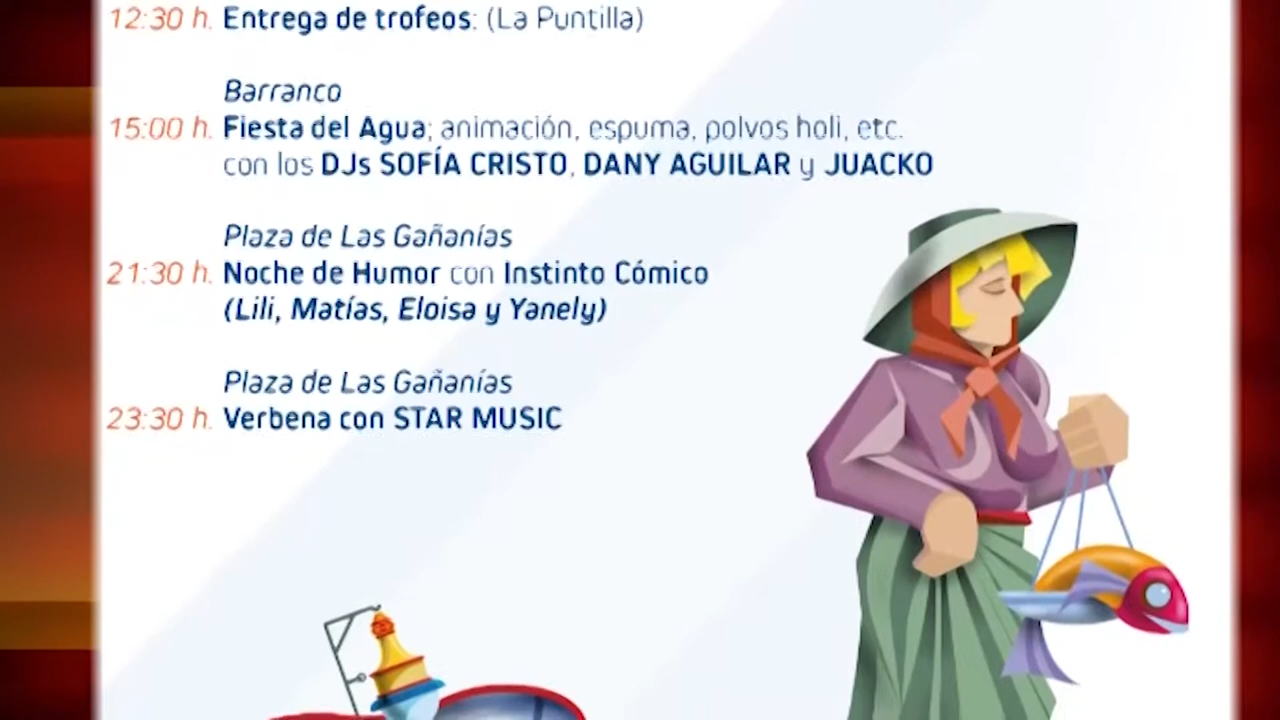 12:30 h. Entrega de trofeos: (La Puntilla)
Barranco
15:00 h. Fiesta del Agua; animación, espuma, polvos holi, etc.
con los DJs SOFÍA CRISTO, DANY AGUILAR y JUACKO
Plaza de Las Gañanías
21:30 h. Noche de Humor con Instinto Cómico
(Lili, Matías, Eloisa y Yanely)
Plaza de Las Gañanías
23:30 h. Verbena con STAR MUSIC